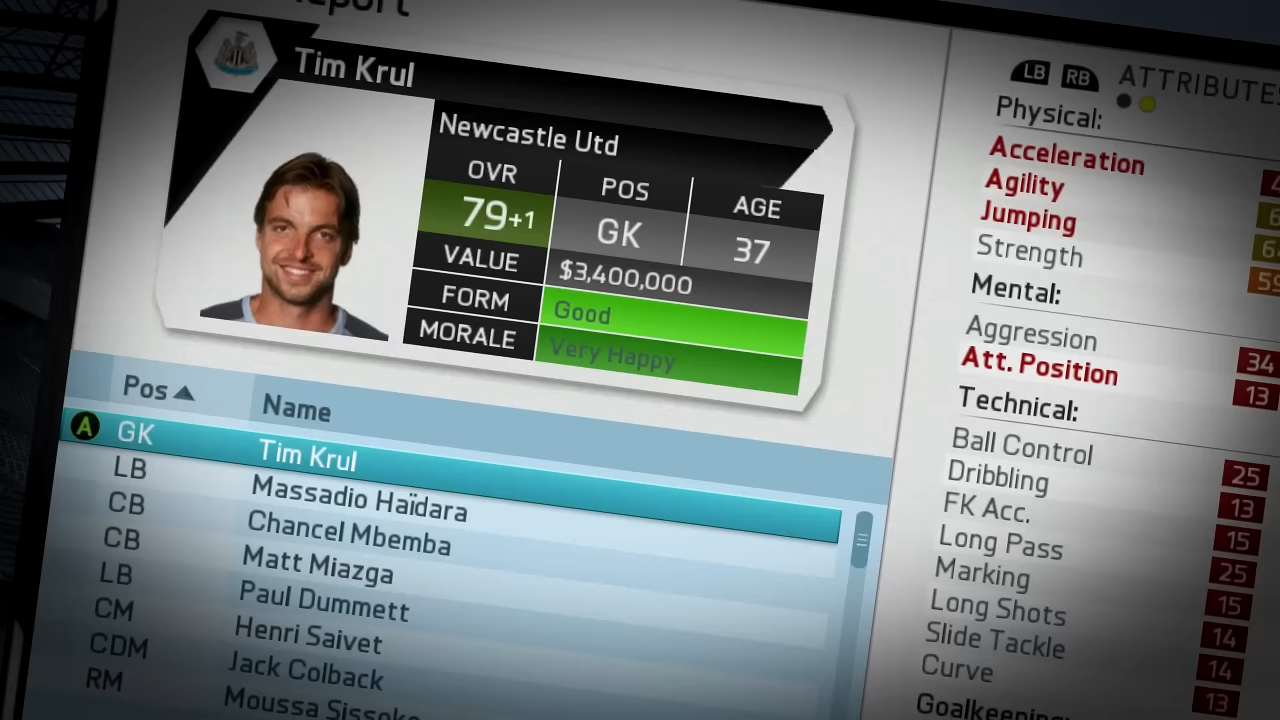 Tim Krul
Newcastle Utd
OVR POS AGE
79+1 GK 37
VALUE $3,400,000
FORM Good
MORALE Very Happy
Pos Name
A GK Tim Krul
LB Massadio Haïdara
CB Chancel Mbemba
CB Matt Miazga
LB Paul Dummett
CM Henri Saivet
CDM Jack Colback
RM Moussa Sissoko
LB RB ATTRIBUTES
Physical:
Acceleration
Agility
Jumping
Strength
Mental:
Aggression 34
Att. Position 13
Technical:
Ball Control 25
Dribbling 13
FK Acc. 15
Long Pass 25
Marking 15
Long Shots 14
Slide Tackle 14
Curve 13
Goalkeeping